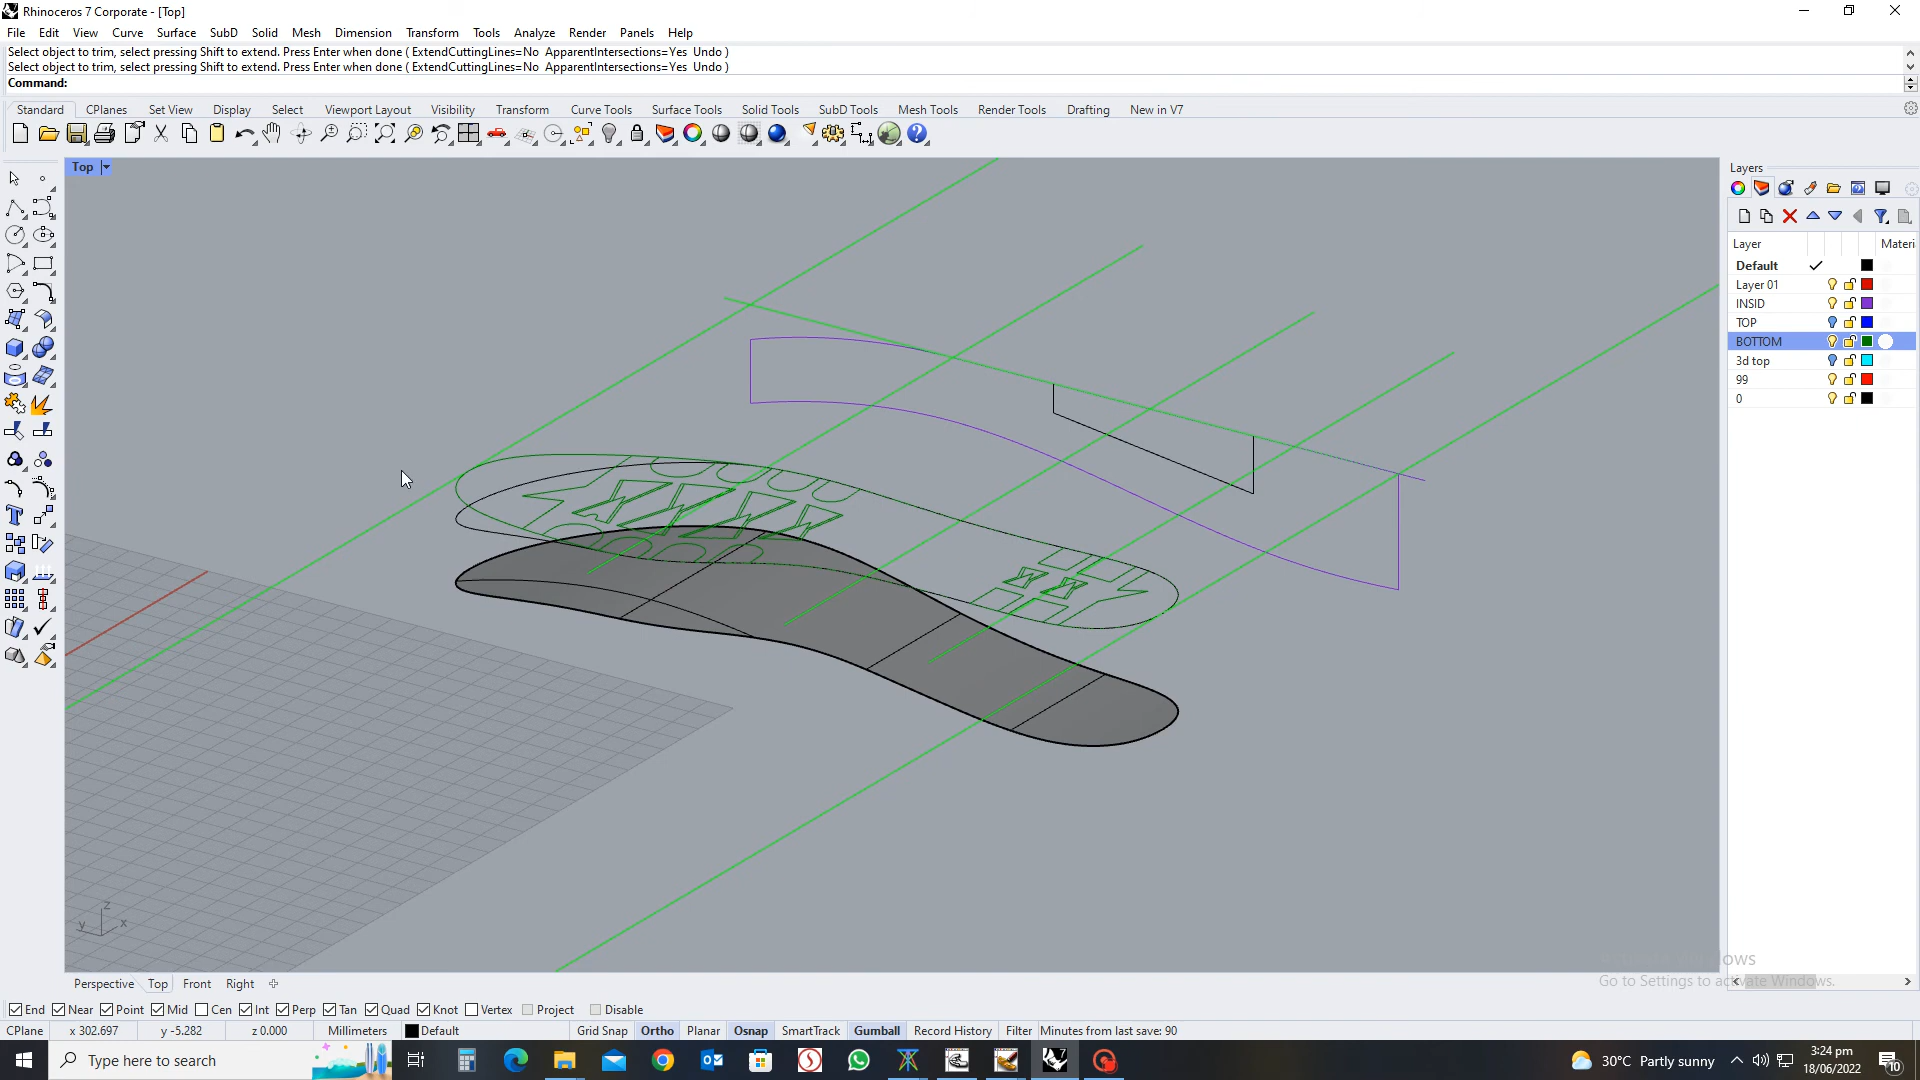 Rhinoceros 7 Corporate - [Top]
File Edit View Curve Surface SubD Solid Mesh Dimension Transform Tools Analyze Render Panels Help
Select object to trim, select pressing Shift to extend. Press Enter when done ( ExtendCuttingLines=No ApparentIntersections=Yes Undo )
Select object to trim, select pressing Shift to extend. Press Enter when done ( ExtendCuttingLines=No ApparentIntersections=Yes Undo )
Command:
Standard CPlanes Set View Display Select Viewport Layout Visibility Transform Curve Tools Surface Tools Solid Tools SubD Tools Mesh Tools Render Tools Drafting New in V7
Top
Layers
Layer Materi
Default
Layer 01
INSID
TOP
BOTTOM
3d top
99
0
z
y x
Go to Settings to activate Windows.
Perspective Top Front Right
End Near Point Mid Cen Int Perp Tan Quad Knot Vertex Project Disable
CPlane x 302.697 y -5.282 z 0.000 Millimeters Default Grid Snap Ortho Planar Osnap SmartTrack Gumball Record History Filter Minutes from last save: 90
Type here to search
30°C Partly sunny
3:24 pm
18/06/2022
10